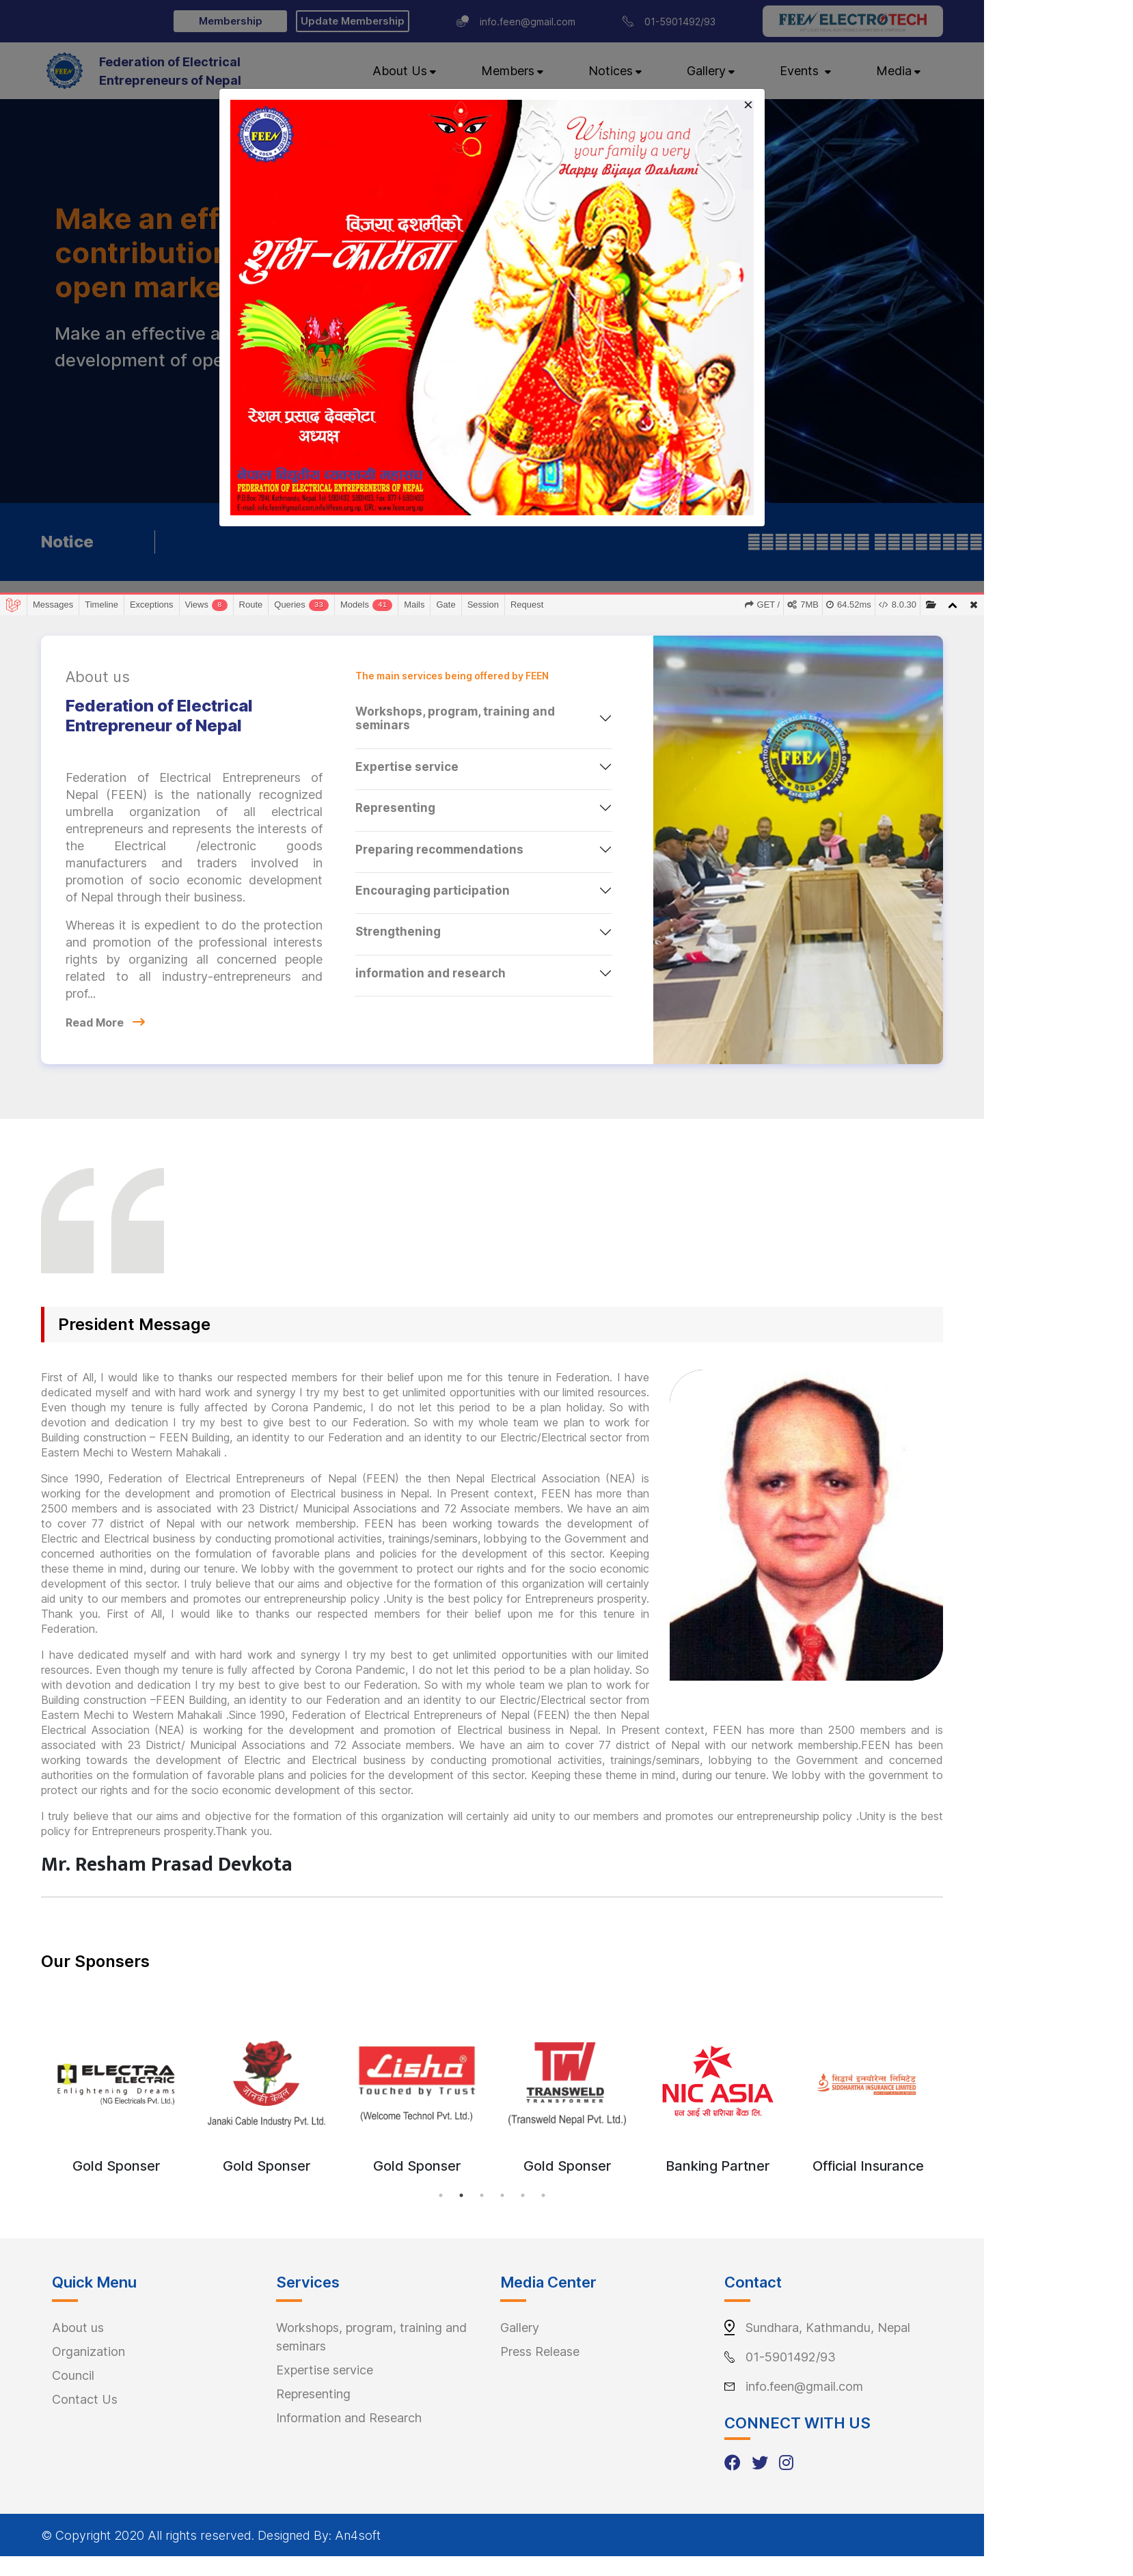 Membership
Update Membership
info.feen@gmail.com
01-5901492/93
FEEN ELECTROTECH
Federation of Electrical
Entrepreneurs of Nepal
About Us
Members
Notices
Gallery
Events
Media
×
FEEN
Wishing you and
your family a very
Happy Bijaya Dashami
विजया दशमीको
शुभ-कामना
रेशम प्रसाद देवकोटा
अध्यक्ष
नेपाल विद्युतीय व्यवसायी महासंघ
FEDERATION OF ELECTRICAL ENTREPRENEURS OF NEPAL
Make an eff
contribution
open marke
Make an effective a
development of ope
Notice
Messages
Timeline
Exceptions
Views 8
Route
Queries 33
Models 41
Mails
Gate
Session
Request
GET /
7MB
64.52ms
8.0.30
About us
Federation of Electrical
Entrepreneur of Nepal
Federation of Electrical Entrepreneurs of
Nepal (FEEN) is the nationally recognized
umbrella organization of all electrical
entrepreneurs and represents the interests of
the Electrical /electronic goods
manufacturers and traders involved in
promotion of socio economic development
of Nepal through their business.
Whereas it is expedient to do the protection
and promotion of the professional interests
rights by organizing all concerned people
related to all industry-entrepreneurs and
prof...
Read More
The main services being offered by FEEN
Workshops, program, training and
seminars
Expertise service
Representing
Preparing recommendations
Encouraging participation
Strengthening
information and research
FEEN
President Message
First of All, I would like to thanks our respected members for their belief upon me for this tenure in Federation. I have
dedicated myself and with hard work and synergy I try my best to get unlimited opportunities with our limited resources.
Even though my tenure is fully affected by Corona Pandemic, I do not let this period to be a plan holiday. So with
devotion and dedication I try my best to give best to our Federation. So with my whole team we plan to work for
Building construction – FEEN Building, an identity to our Federation and an identity to our Electric/Electrical sector from
Eastern Mechi to Western Mahakali .
Since 1990, Federation of Electrical Entrepreneurs of Nepal (FEEN) the then Nepal Electrical Association (NEA) is
working for the development and promotion of Electrical business in Nepal. In Present context, FEEN has more than
2500 members and is associated with 23 District/ Municipal Associations and 72 Associate members. We have an aim
to cover 77 district of Nepal with our network membership. FEEN has been working towards the development of
Electric and Electrical business by conducting promotional activities, trainings/seminars, lobbying to the Government and
concerned authorities on the formulation of favorable plans and policies for the development of this sector. Keeping
these theme in mind, during our tenure. We lobby with the government to protect our rights and for the socio economic
development of this sector. I truly believe that our aims and objective for the formation of this organization will certainly
aid unity to our members and promotes our entrepreneurship policy .Unity is the best policy for Entrepreneurs prosperity.
Thank you. First of All, I would like to thanks our respected members for their belief upon me for this tenure in
Federation.
I have dedicated myself and with hard work and synergy I try my best to get unlimited opportunities with our limited
resources. Even though my tenure is fully affected by Corona Pandemic, I do not let this period to be a plan holiday. So
with devotion and dedication I try my best to give best to our Federation. So with my whole team we plan to work for
Building construction –FEEN Building, an identity to our Federation and an identity to our Electric/Electrical sector from
Eastern Mechi to Western Mahakali .Since 1990, Federation of Electrical Entrepreneurs of Nepal (FEEN) the then Nepal
Electrical Association (NEA) is working for the development and promotion of Electrical business in Nepal. In Present context, FEEN has more than 2500 members and is
associated with 23 District/ Municipal Associations and 72 Associate members. We have an aim to cover 77 district of Nepal with our network membership.FEEN has been
working towards the development of Electric and Electrical business by conducting promotional activities, trainings/seminars, lobbying to the Government and concerned
authorities on the formulation of favorable plans and policies for the development of this sector. Keeping these theme in mind, during our tenure. We lobby with the government to
protect our rights and for the socio economic development of this sector.
I truly believe that our aims and objective for the formation of this organization will certainly aid unity to our members and promotes our entrepreneurship policy .Unity is the best
policy for Entrepreneurs prosperity.Thank you.
Mr. Resham Prasad Devkota
Our Sponsers
ELECTRA
ELECTRIC
Enlightening Dreams
(NG Electricals Pvt. Ltd.)
Gold Sponser
जानकी केवल
Janaki Cable Industry Pvt. Ltd.
Gold Sponser
Lisha
Touched by Trust
(Welcome Technol Pvt. Ltd.)
Gold Sponser
TW
TRANSWELD
TRANSFORMER
(Transweld Nepal Pvt. Ltd.)
Gold Sponser
NIC ASIA
एन आई सी एशिया बैंक लि.
Banking Partner
सिद्धार्थ इन्स्योरेन्स लिमिटेड
SIDDHARTHA INSURANCE LIMITED
Official Insurance
Quick Menu
About us
Organization
Council
Contact Us
Services
Workshops, program, training and
seminars
Expertise service
Representing
Information and Research
Media Center
Gallery
Press Release
Contact
Sundhara, Kathmandu, Nepal
01-5901492/93
info.feen@gmail.com
CONNECT WITH US
© Copyright 2020 All rights reserved. Designed By: An4soft